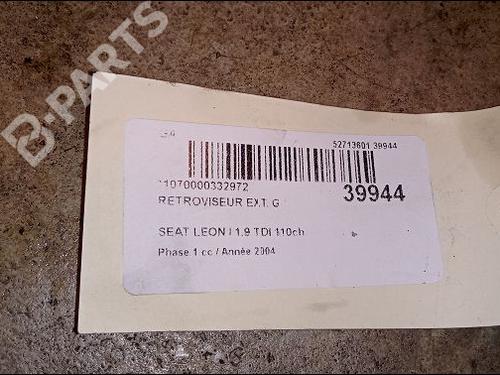 B-PARTS
52713601 39944
11070000332972
39944
RETROVISEUR EXT. G
SEAT LEON I 1.9 TDI 110ch
Phase 1 cc / Année 2004